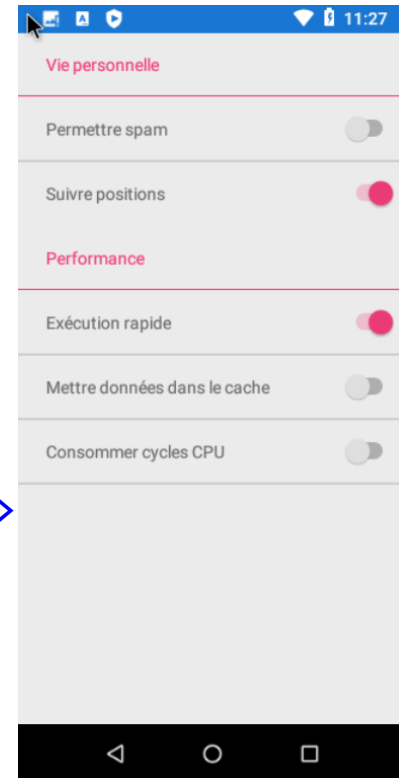 A
11:27
Vie personnelle
Permettre spam
Suivre positions
Performance
Exécution rapide
Mettre données dans le cache
Consommer cycles CPU